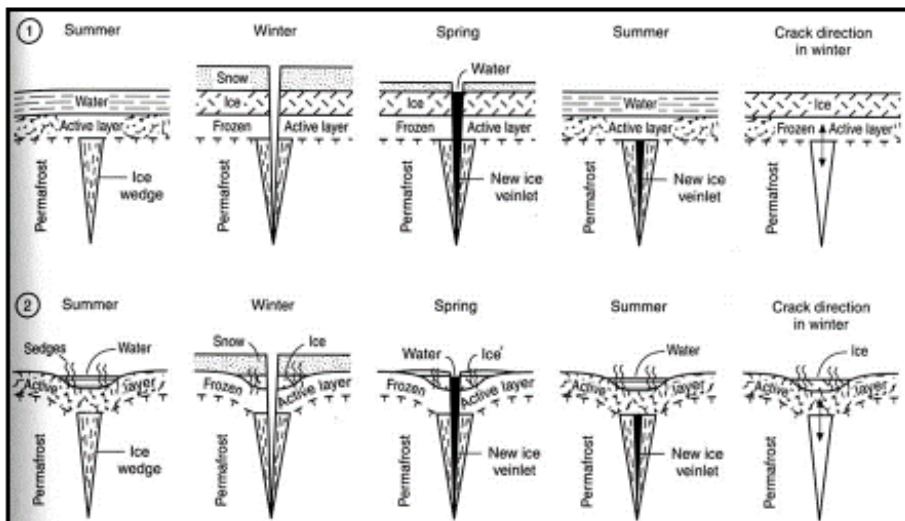 1 Summer Winter Spring Summer Crack direction
in winter
Snow Water
Water Ice Ice Water Ice
Active layer Frozen Active layer Frozen Active layer Active layer Frozen Active layer
Permafrost Ice
wedge
Permafrost
Permafrost New ice
veinlet
Permafrost New ice
veinlet
Permafrost
2 Summer Winter Spring Summer Crack direction
in winter
Sedges Water Snow Ice Water Ice Water Ice
Active layer Frozen Active layer Frozen Active layer Active layer Active layer
Permafrost Ice
wedge
Permafrost
Permafrost New ice
veinlet
Permafrost New ice
veinlet
Permafrost